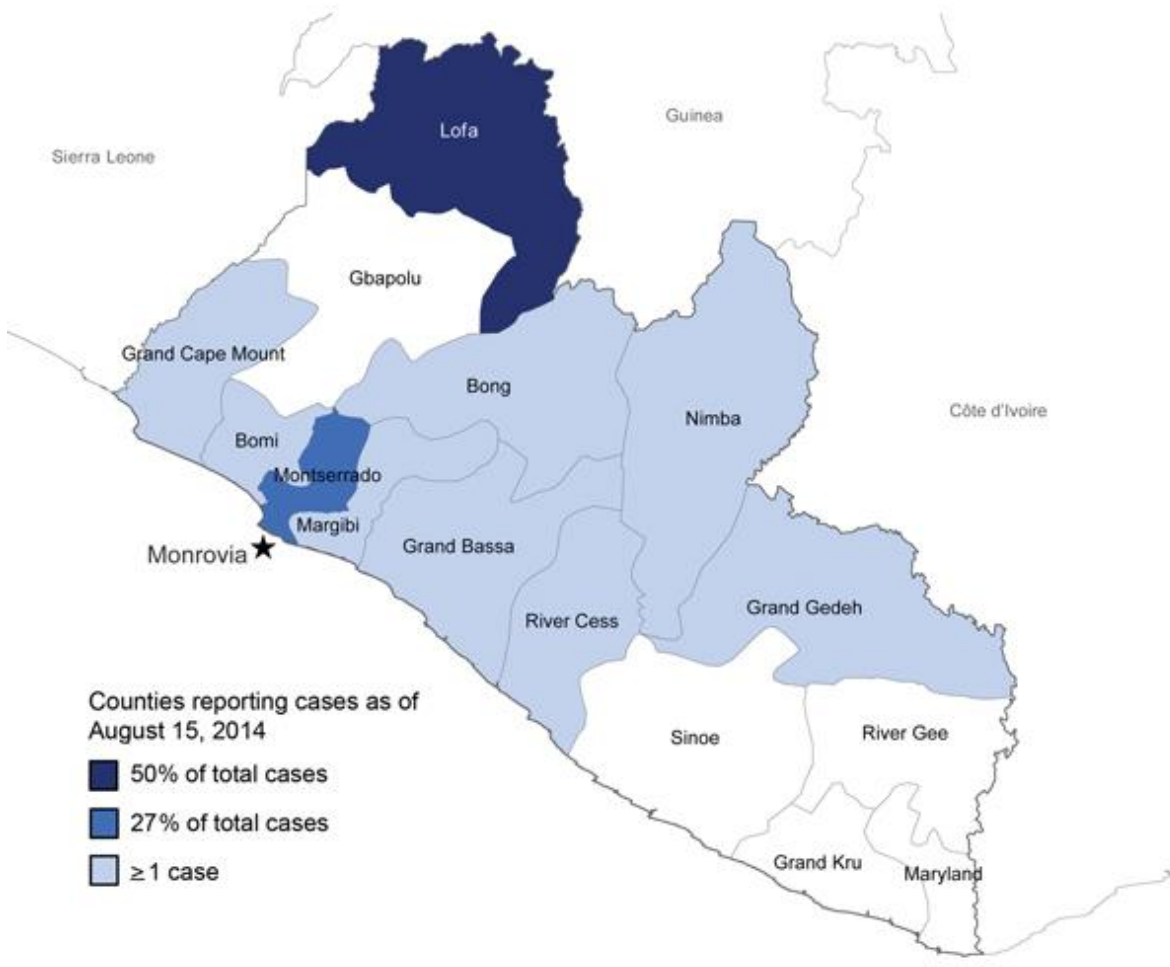 Lofa
Guinea
Sierra Leone
Gbapolu
Grand Cape Mount
Bong
Côte d'Ivoire
Nimba
Bomi
Montserrado
Margibi
Grand Bassa
Monrovia
Grand Gedeh
River Cess
Counties reporting cases as of
August 15, 2014
Sinoe
River Gee
50% of total cases
27% of total cases
≥1 case
Grand Kru
Maryland